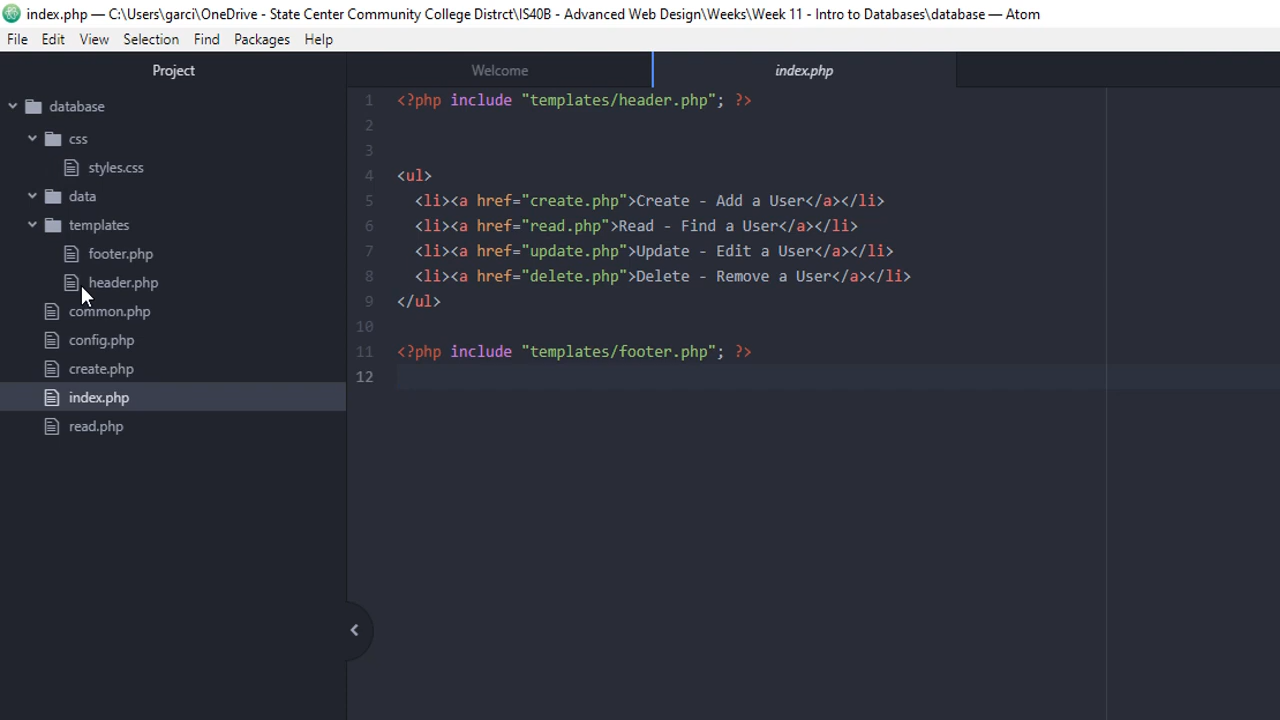 index.php — C:\Users\garci\OneDrive - State Center Community College Distrct\IS40B - Advanced Web Design\Weeks\Week 11 - Intro to Databases\database — Atom
File Edit View Selection Find Packages Help
Project
database
css
styles.css
data
templates
footer.php
header.php
common.php
config.php
create.php
index.php
read.php
Welcome index.php
1 <?php include "templates/header.php"; ?>
2
3
4 <ul>
5 <li><a href="create.php">Create - Add a User</a></li>
6 <li><a href="read.php">Read - Find a User</a></li>
7 <li><a href="update.php">Update - Edit a User</a></li>
8 <li><a href="delete.php">Delete - Remove a User</a></li>
9 </ul>
10
11 <?php include "templates/footer.php"; ?>
12